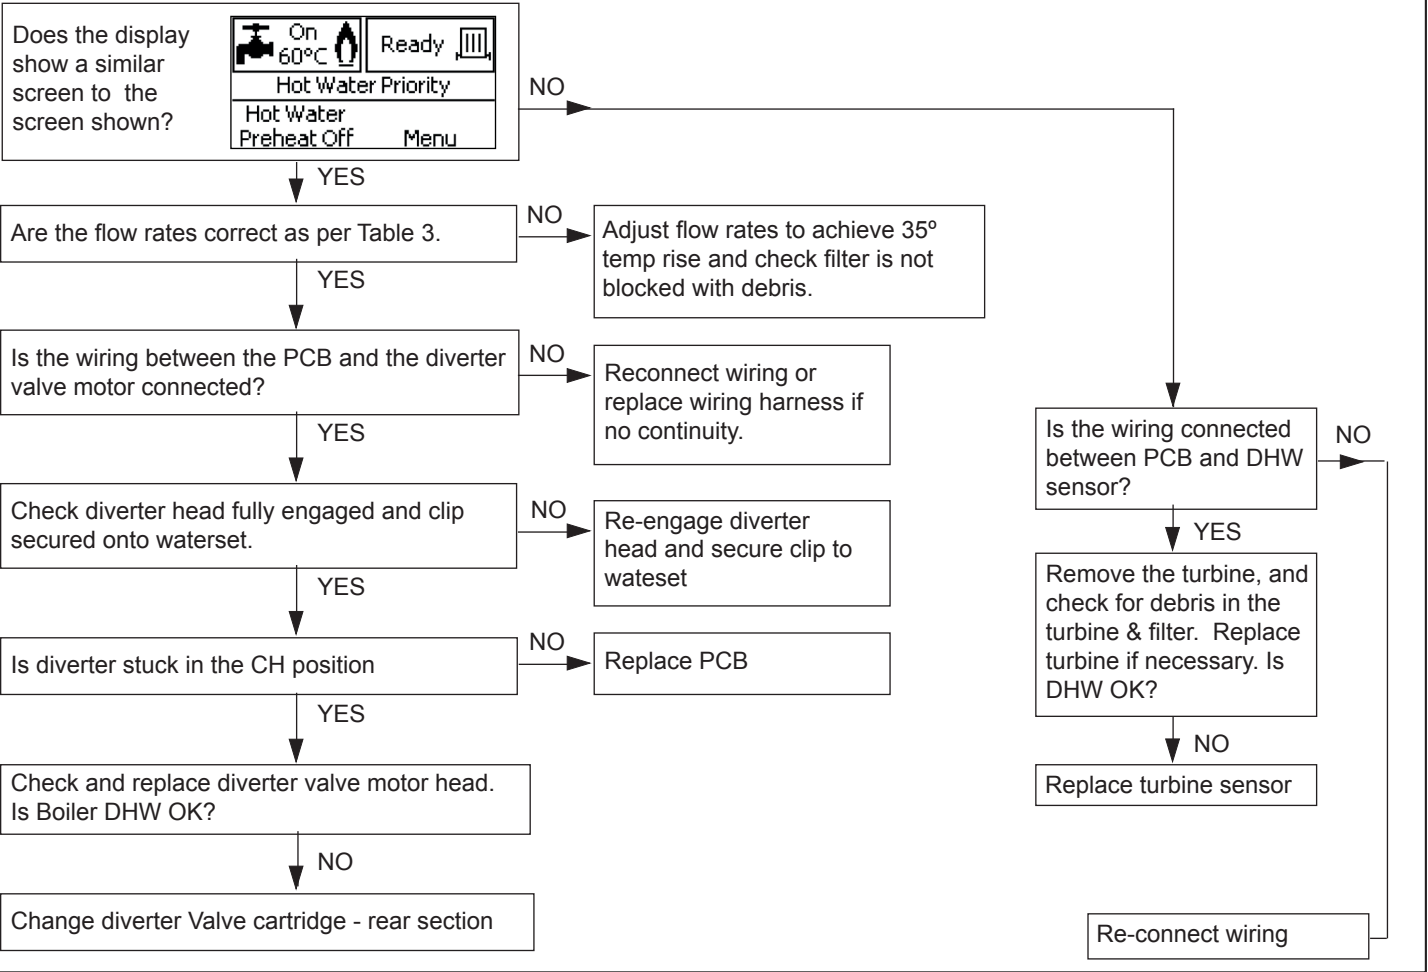 Does the display
show a similar
screen to the
screen shown?
On
60°C
Ready
Hot Water Priority
Hot Water
Preheat Off
Menu
NO
YES
Are the flow rates correct as per Table 3.
NO
Adjust flow rates to achieve 35º
temp rise and check filter is not
blocked with debris.
YES
Is the wiring between the PCB and the diverter
valve motor connected?
NO
Reconnect wiring or
replace wiring harness if
no continuity.
YES
Check diverter head fully engaged and clip
secured onto waterset.
NO
Re-engage diverter
head and secure clip to
wateset
YES
Is diverter stuck in the CH position
NO
Replace PCB
YES
Check and replace diverter valve motor head.
Is Boiler DHW OK?
NO
Change diverter Valve cartridge - rear section
Is the wiring connected
between PCB and DHW
sensor?
NO
YES
Remove the turbine, and
check for debris in the
turbine & filter. Replace
turbine if necessary. Is
DHW OK?
NO
Replace turbine sensor
Re-connect wiring